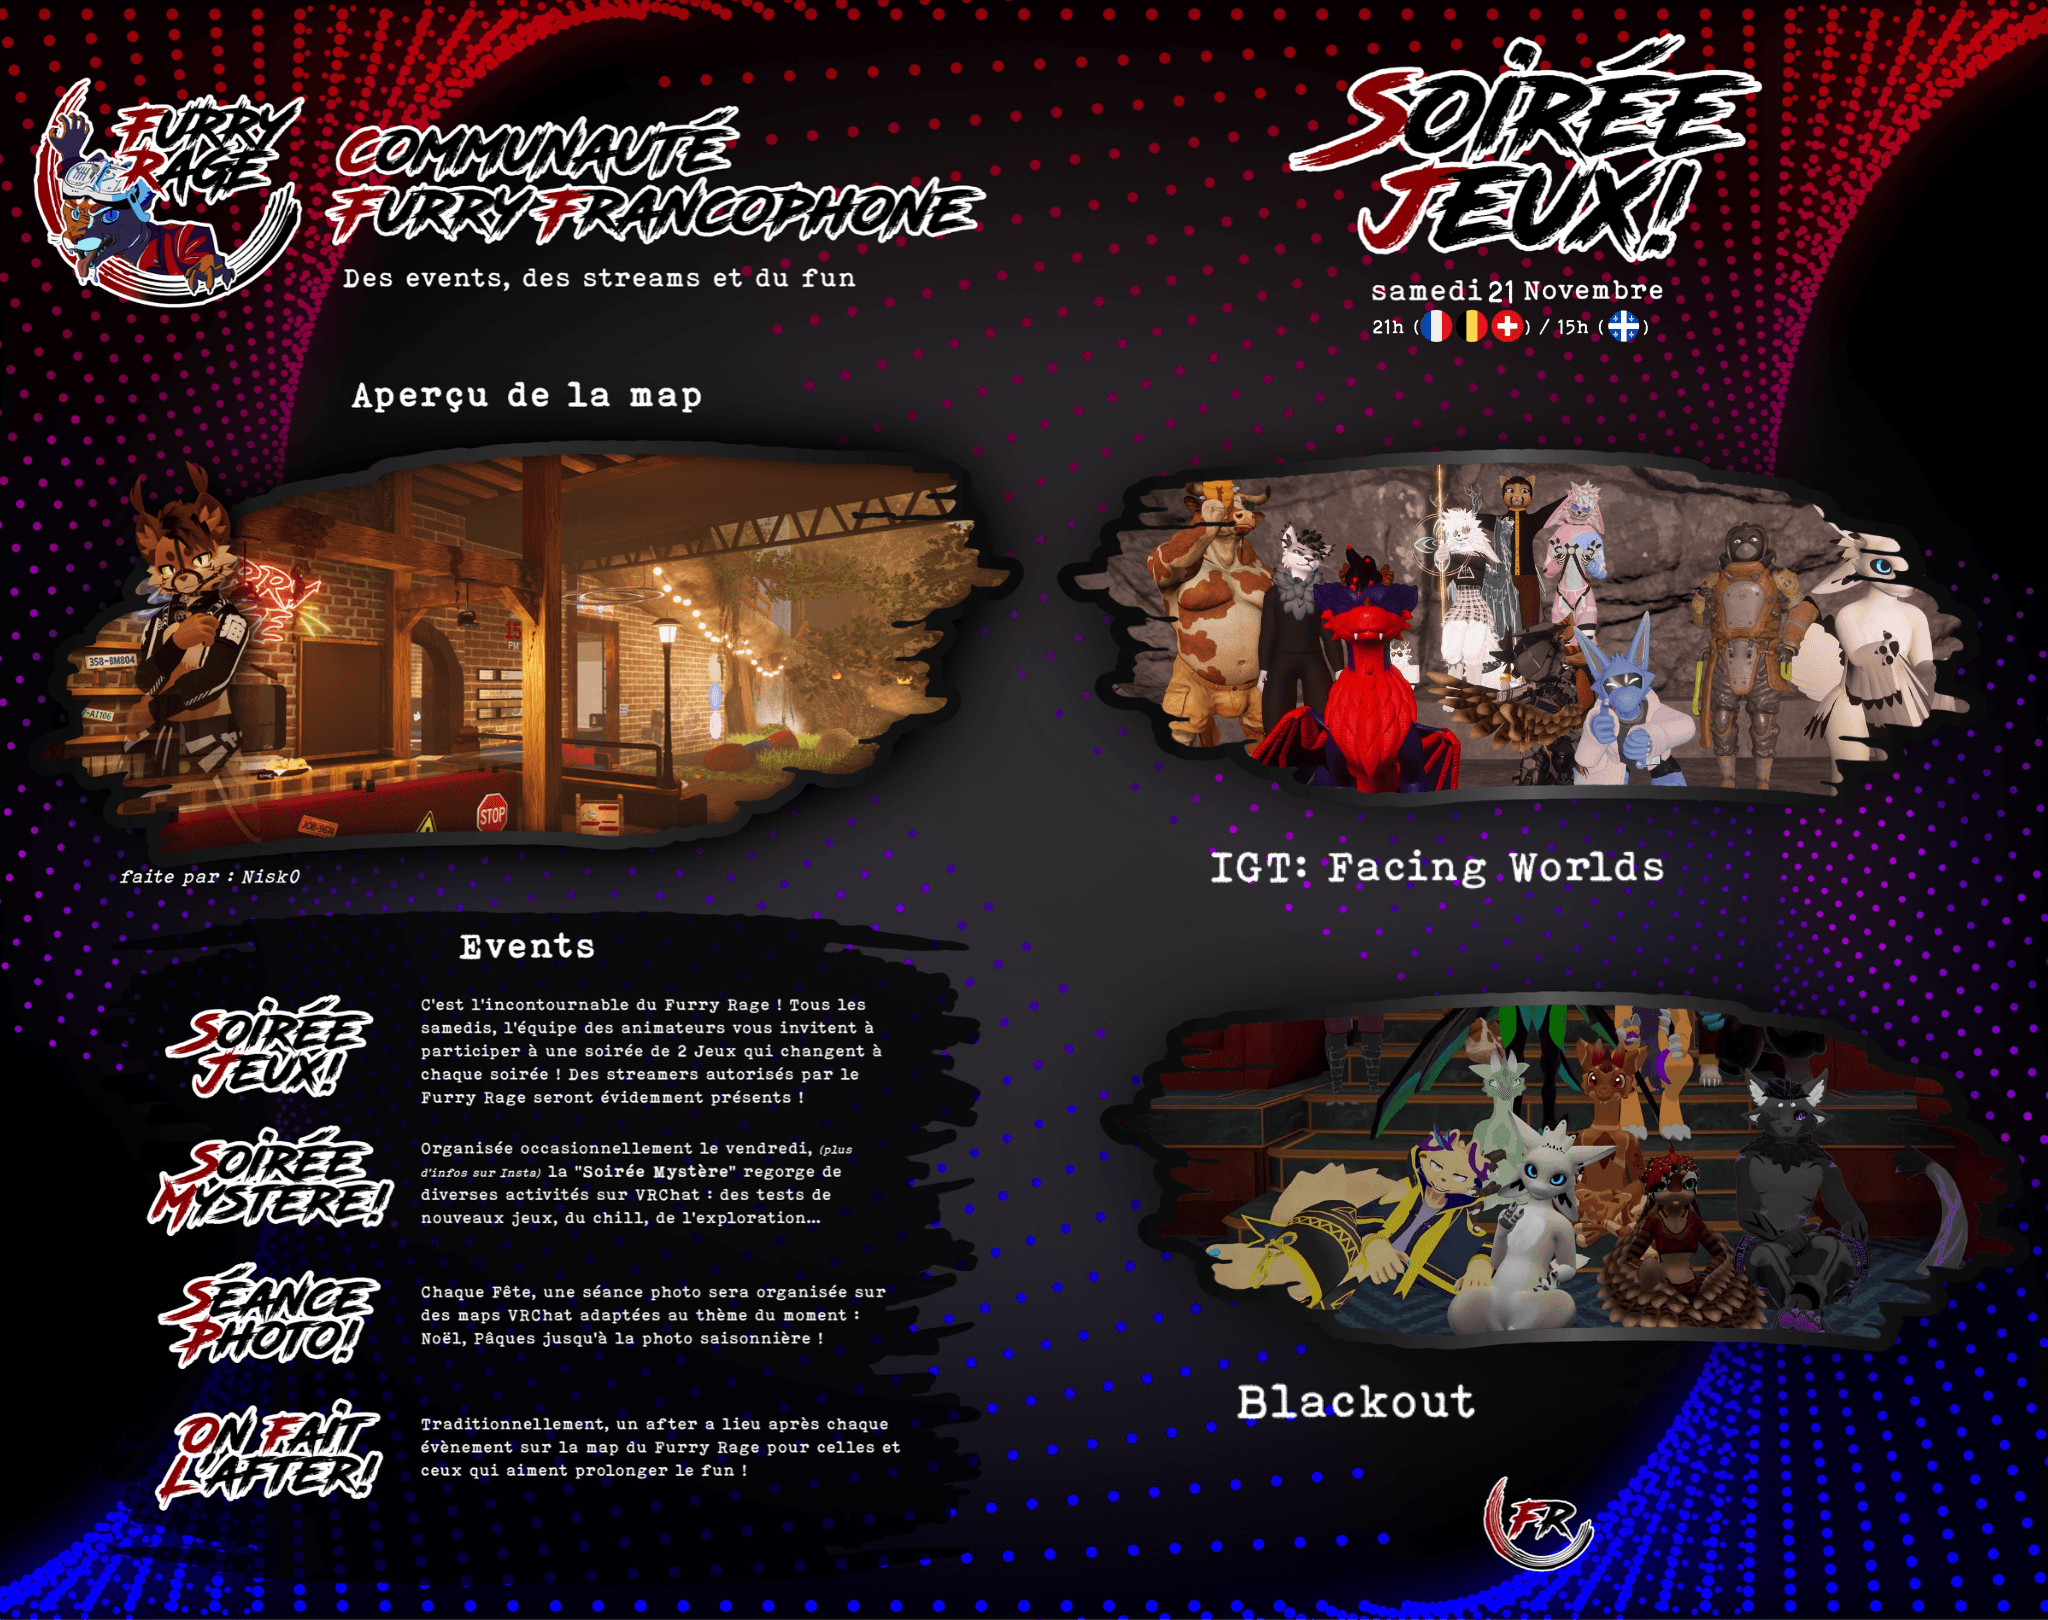 FURRY
RAGE
COMMUNAUTÉ
FURRY FRANCOPHONE
Des events, des streams et du fun
SOIRÉE
JEUX!
samedi 21 Novembre
21h ( ) / 15h ( )
Aperçu de la map
358-BM804
7-AI106
15
PM
STOP
faite par : Nisk0
IGT: Facing Worlds
Events
SOIRÉE
JEUX!
C'est l'incontournable du Furry Rage ! Tous les
samedis, l'équipe des animateurs vous invitent à
participer à une soirée de 2 Jeux qui changent à
chaque soirée ! Des streamers autorisés par le
Furry Rage seront évidemment présents !
SOIRÉE
MYSTERE!
Organisée occasionnellement le vendredi, (plus
d'infos sur Insta) la "Soirée Mystère" regorge de
diverses activités sur VRChat : des tests de
nouveaux jeux, du chill, de l'exploration...
SÉANCE
PHOTO!
Chaque Fête, une séance photo sera organisée sur
des maps VRChat adaptées au thème du moment :
Noël, Pâques jusqu'à la photo saisonnière !
ON FAIT
L'AFTER!
Traditionnellement, un after a lieu après chaque
évènement sur la map du Furry Rage pour celles et
ceux qui aiment prolonger le fun !
Blackout
FR